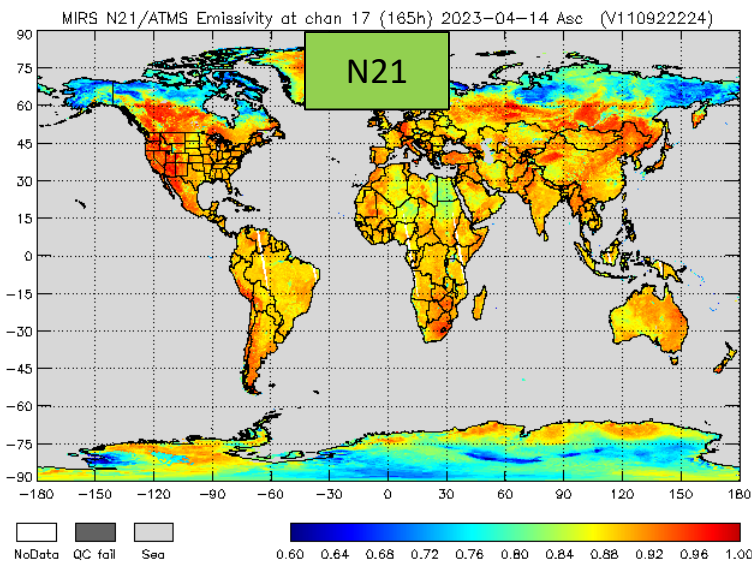 MIRS N21/ATMS Emissivity at chan 17 (165h) 2023-04-14 Asc (V110922224)
N21
90
75
60
45
30
15
0
-15
-30
-45
-60
-75
-90
-180 -150 -120 -90 -60 -30 0 30 60 90 120 150 180
NoData QC fail Sea
0.60 0.64 0.68 0.72 0.76 0.80 0.84 0.88 0.92 0.96 1.00